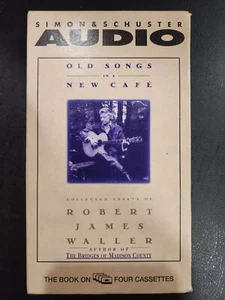 SIMON & SCHUSTER
AUDIO
OLD SONGS
IN A
NEW CAFÉ
COLLECTED ESSAYS BY
ROBERT
JAMES
WALLER
AUTHOR OF
THE BRIDGES OF MADISON COUNTY
THE BOOK ON FOUR CASSETTES